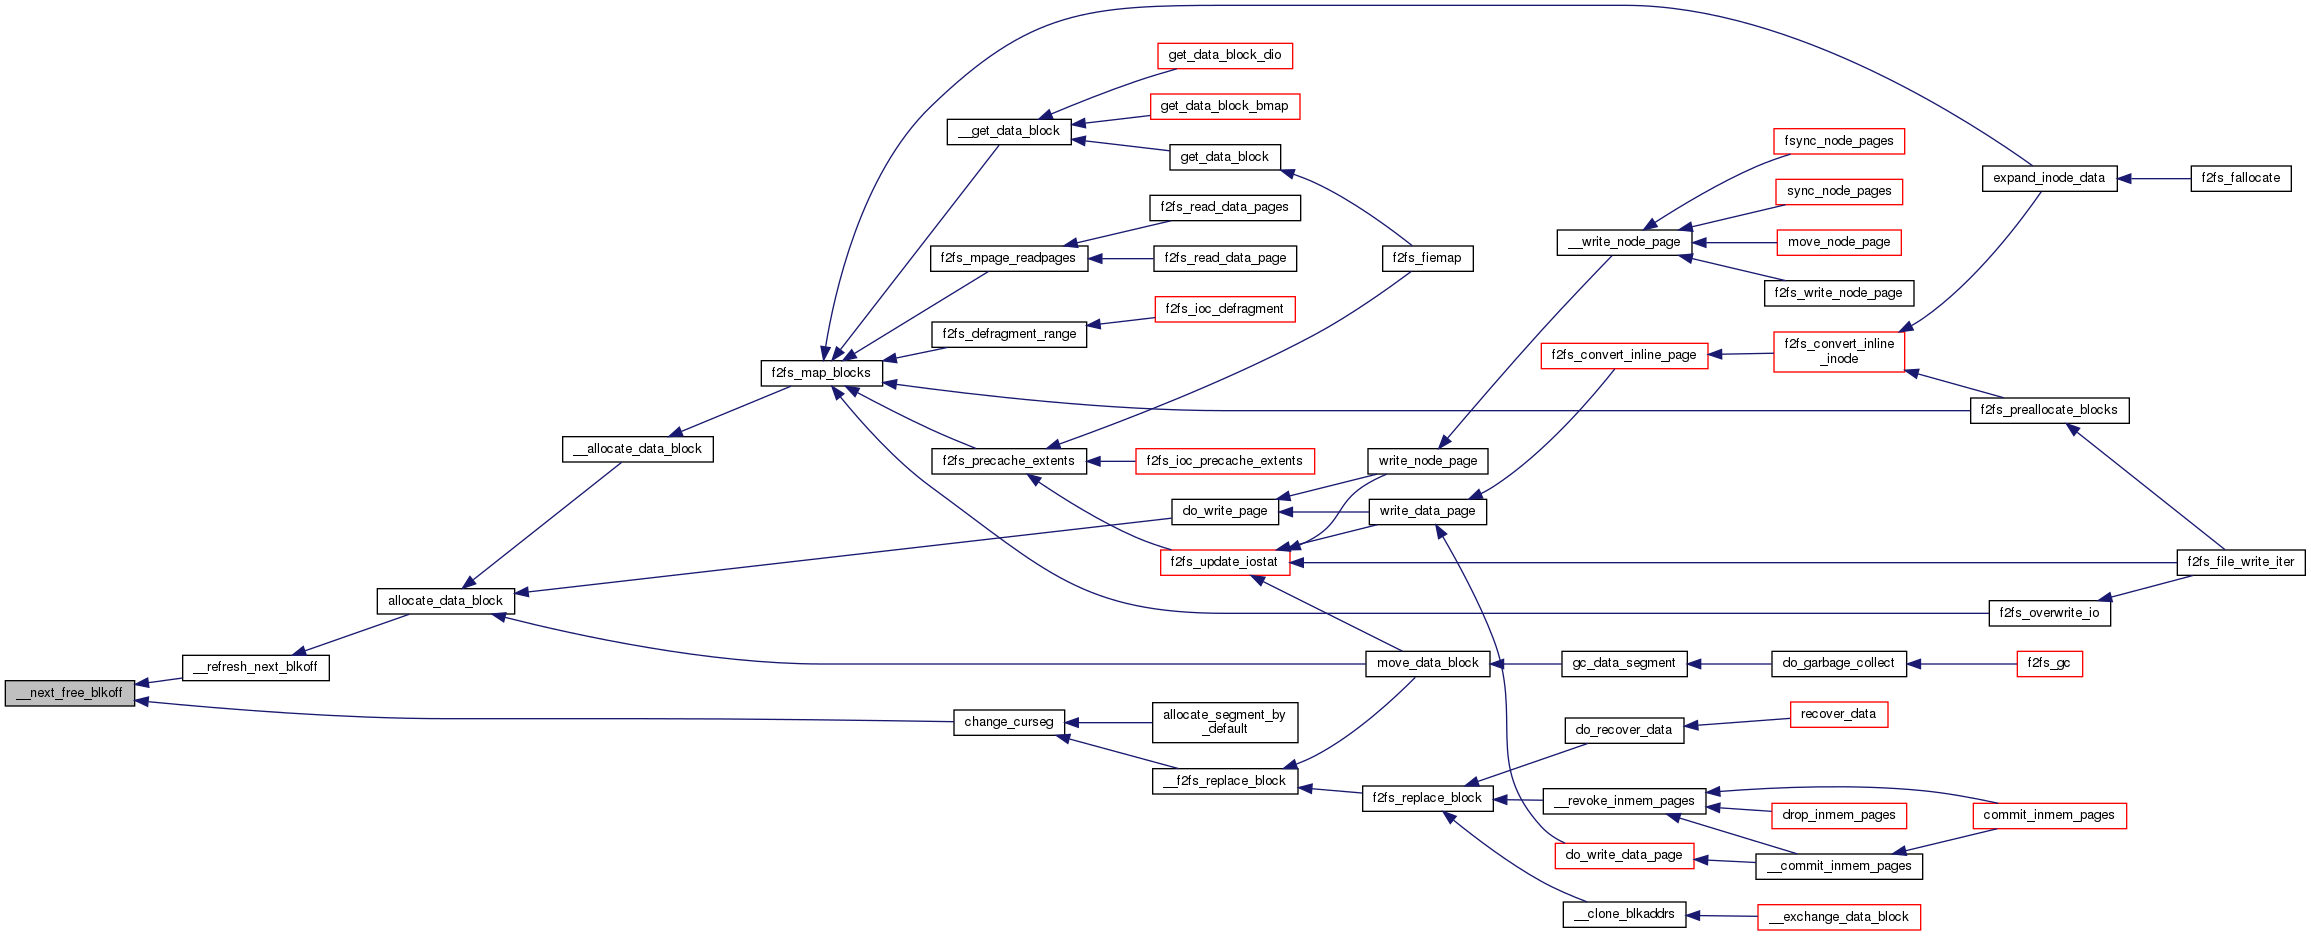 get_data_block_dio
get_data_block_bmap
__get_data_block
get_data_block
fsync_node_pages
expand_inode_data
f2fs_fallocate
sync_node_pages
f2fs_read_data_pages
__write_node_page
move_node_page
f2fs_mpage_readpages
f2fs_read_data_page
f2fs_fiemap
f2fs_write_node_page
f2fs_ioc_defragment
f2fs_defragment_range
f2fs_convert_inline_page
f2fs_convert_inline
_inode
f2fs_map_blocks
f2fs_preallocate_blocks
__allocate_data_block
f2fs_precache_extents
f2fs_ioc_precache_extents
write_node_page
do_write_page
write_data_page
f2fs_update_iostat
f2fs_file_write_iter
allocate_data_block
f2fs_overwrite_io
__refresh_next_blkoff
move_data_block
gc_data_segment
do_garbage_collect
f2fs_gc
__next_free_blkoff
change_curseg
allocate_segment_by
_default
do_recover_data
recover_data
__f2fs_replace_block
f2fs_replace_block
__revoke_inmem_pages
drop_inmem_pages
commit_inmem_pages
do_write_data_page
__commit_inmem_pages
__clone_blkaddrs
__exchange_data_block